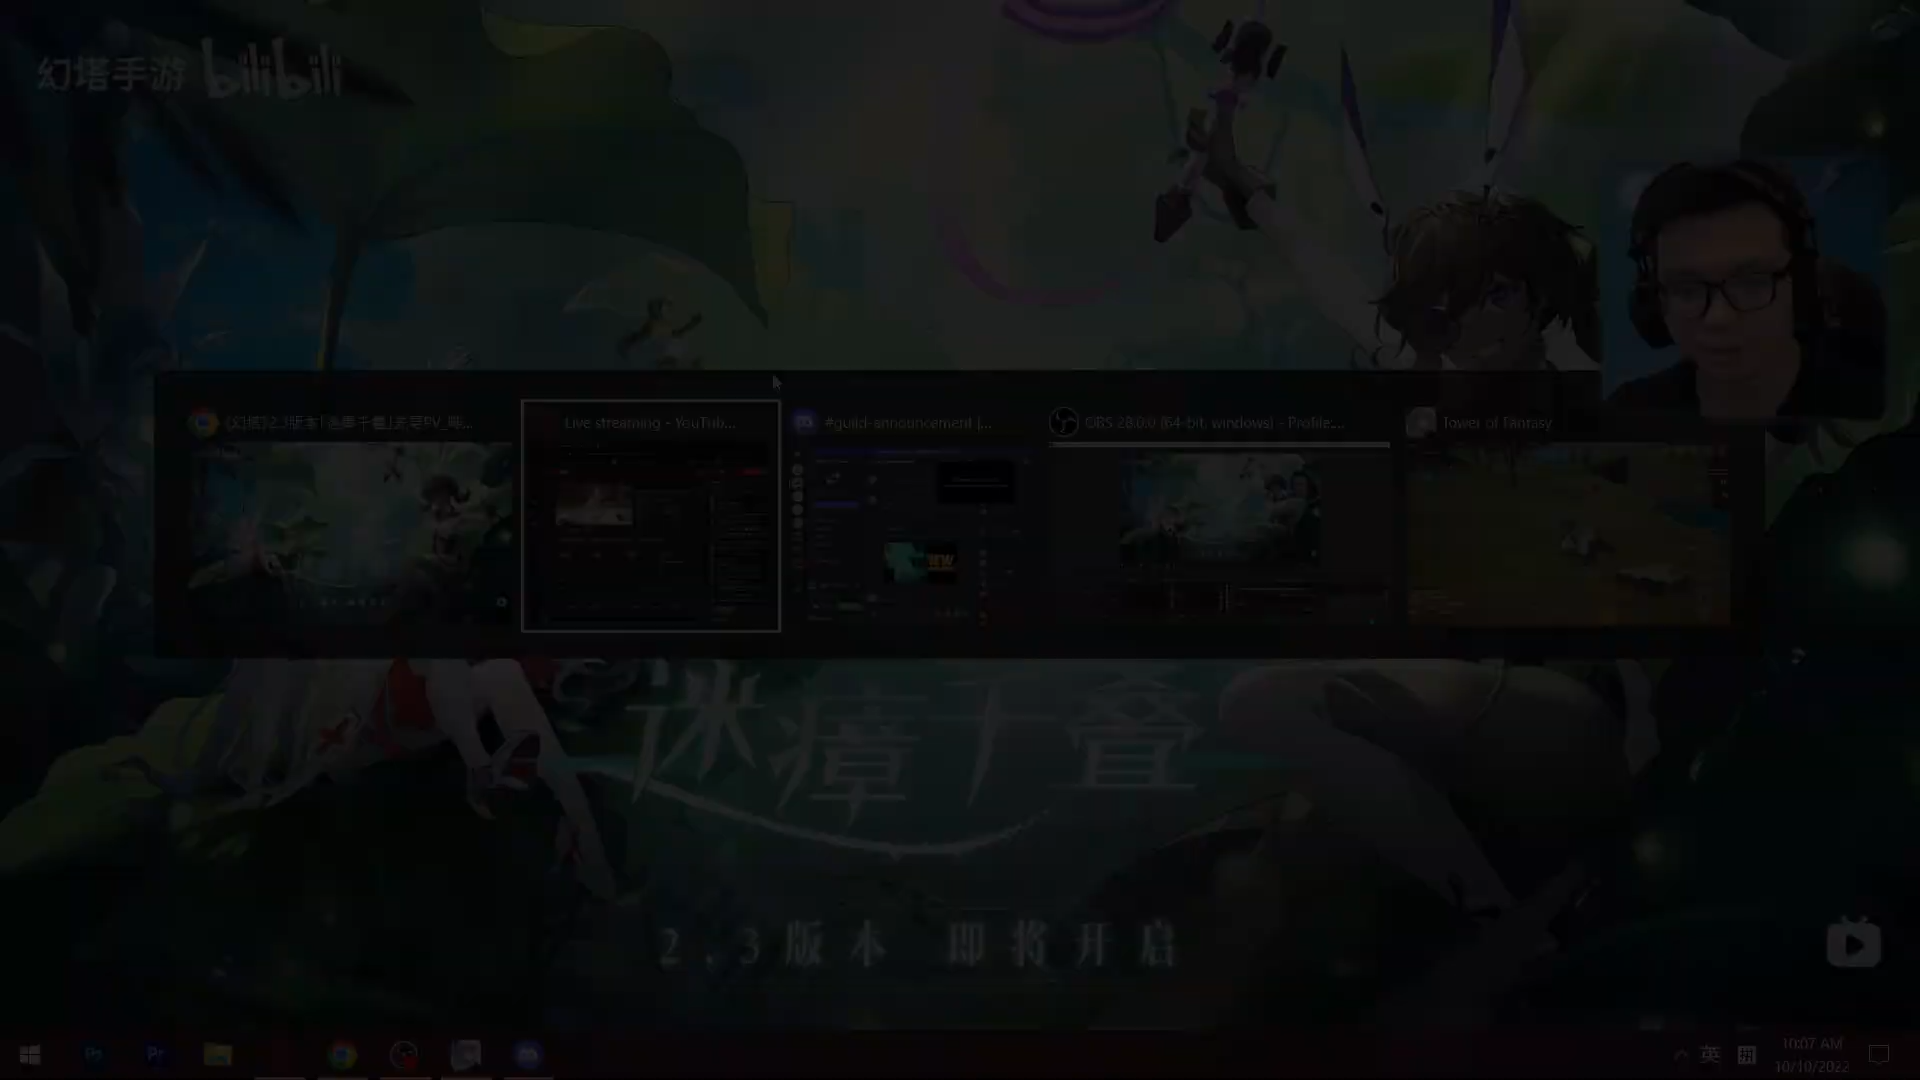 幻塔手游 bilibili
Live streaming - YouTub...
#guild-announcement |...
OBS 28.0.0 (64-bit, windows) - Profile:...
Tower of Fantasy
迷瘴千叠
2.3版本 即将开启
Ps
Pr
英
10:07 AM
10/10/2022